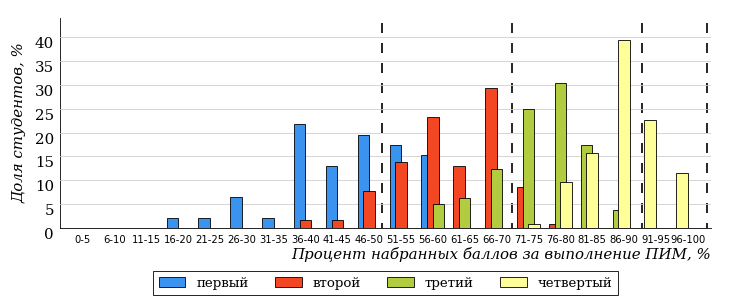 Доля студентов, %
40
35
30
25
20
15
10
5
0
0-5 6-10 11-15 16-20 21-25 26-30 31-35 36-40 41-45 46-50 51-55 56-60 61-65 66-70 71-75 76-80 81-85 86-90 91-95 96-100
Процент набранных баллов за выполнение ПИМ, %
первый второй третий четвертый